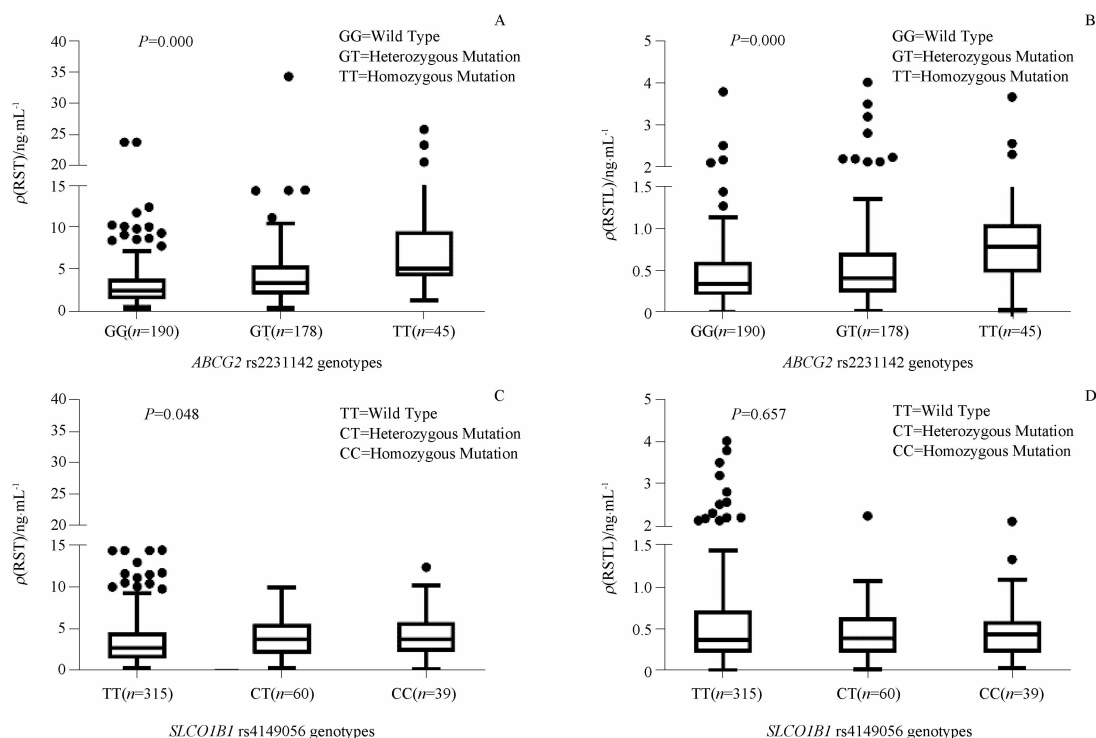 A
P=0.000
GG=Wild Type
GT=Heterozygous Mutation
TT=Homozygous Mutation
ρ(RST)/ng·mL⁻¹
40
35
30
25
20
15
10
5
0
GG(n=190)
GT(n=178)
TT(n=45)
ABCG2 rs2231142 genotypes
B
P=0.000
GG=Wild Type
GT=Heterozygous Mutation
TT=Homozygous Mutation
ρ(RSTL)/ng·mL⁻¹
5
4
3
2
1.5
1.0
0.5
0
GG(n=190)
GT(n=178)
TT(n=45)
ABCG2 rs2231142 genotypes
C
P=0.048
TT=Wild Type
CT=Heterozygous Mutation
CC=Homozygous Mutation
ρ(RST)/ng·mL⁻¹
40
35
30
25
20
15
10
5
0
TT(n=315)
CT(n=60)
CC(n=39)
SLCO1B1 rs4149056 genotypes
D
P=0.657
TT=Wild Type
CT=Heterozygous Mutation
CC=Homozygous Mutation
ρ(RSTL)/ng·mL⁻¹
5
4
3
2
1.5
1.0
0.5
0
TT(n=315)
CT(n=60)
CC(n=39)
SLCO1B1 rs4149056 genotypes